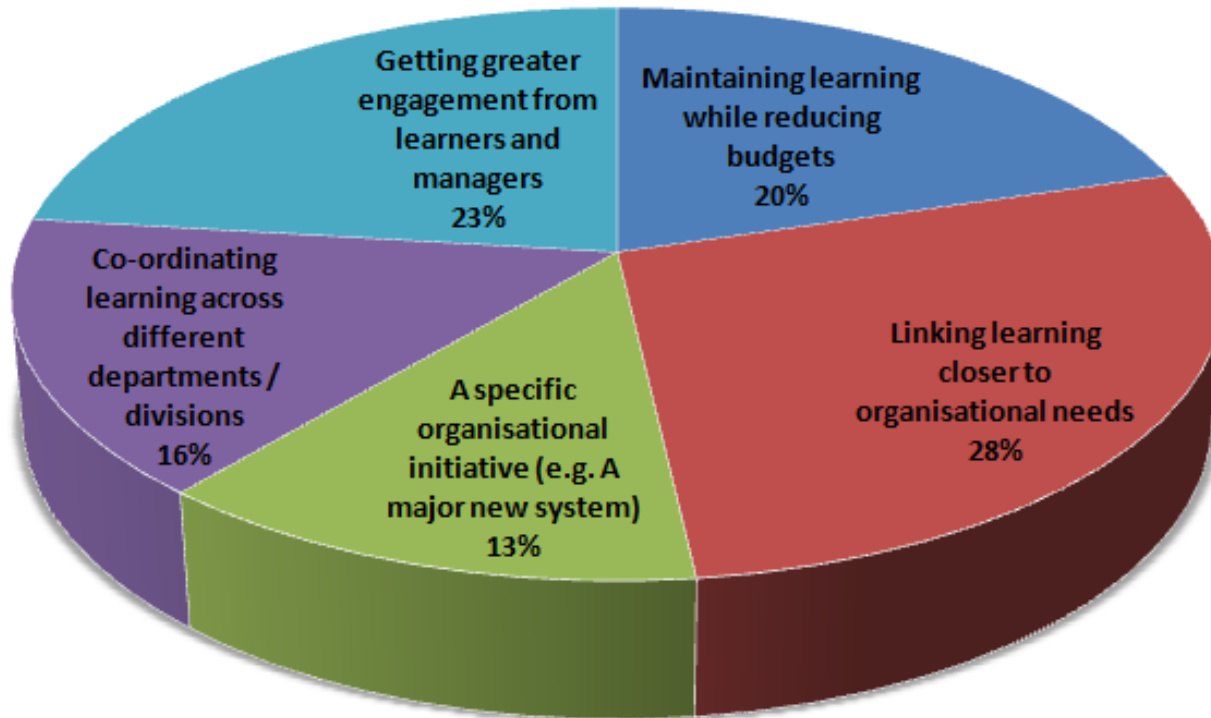 Getting greater
engagement from
learners and
managers
23%
Maintaining learning
while reducing
budgets
20%
Co-ordinating
learning across
different
departments /
divisions
16%
A specific
organisational
initiative (e.g. A
major new system)
13%
Linking learning
closer to
organisational needs
28%